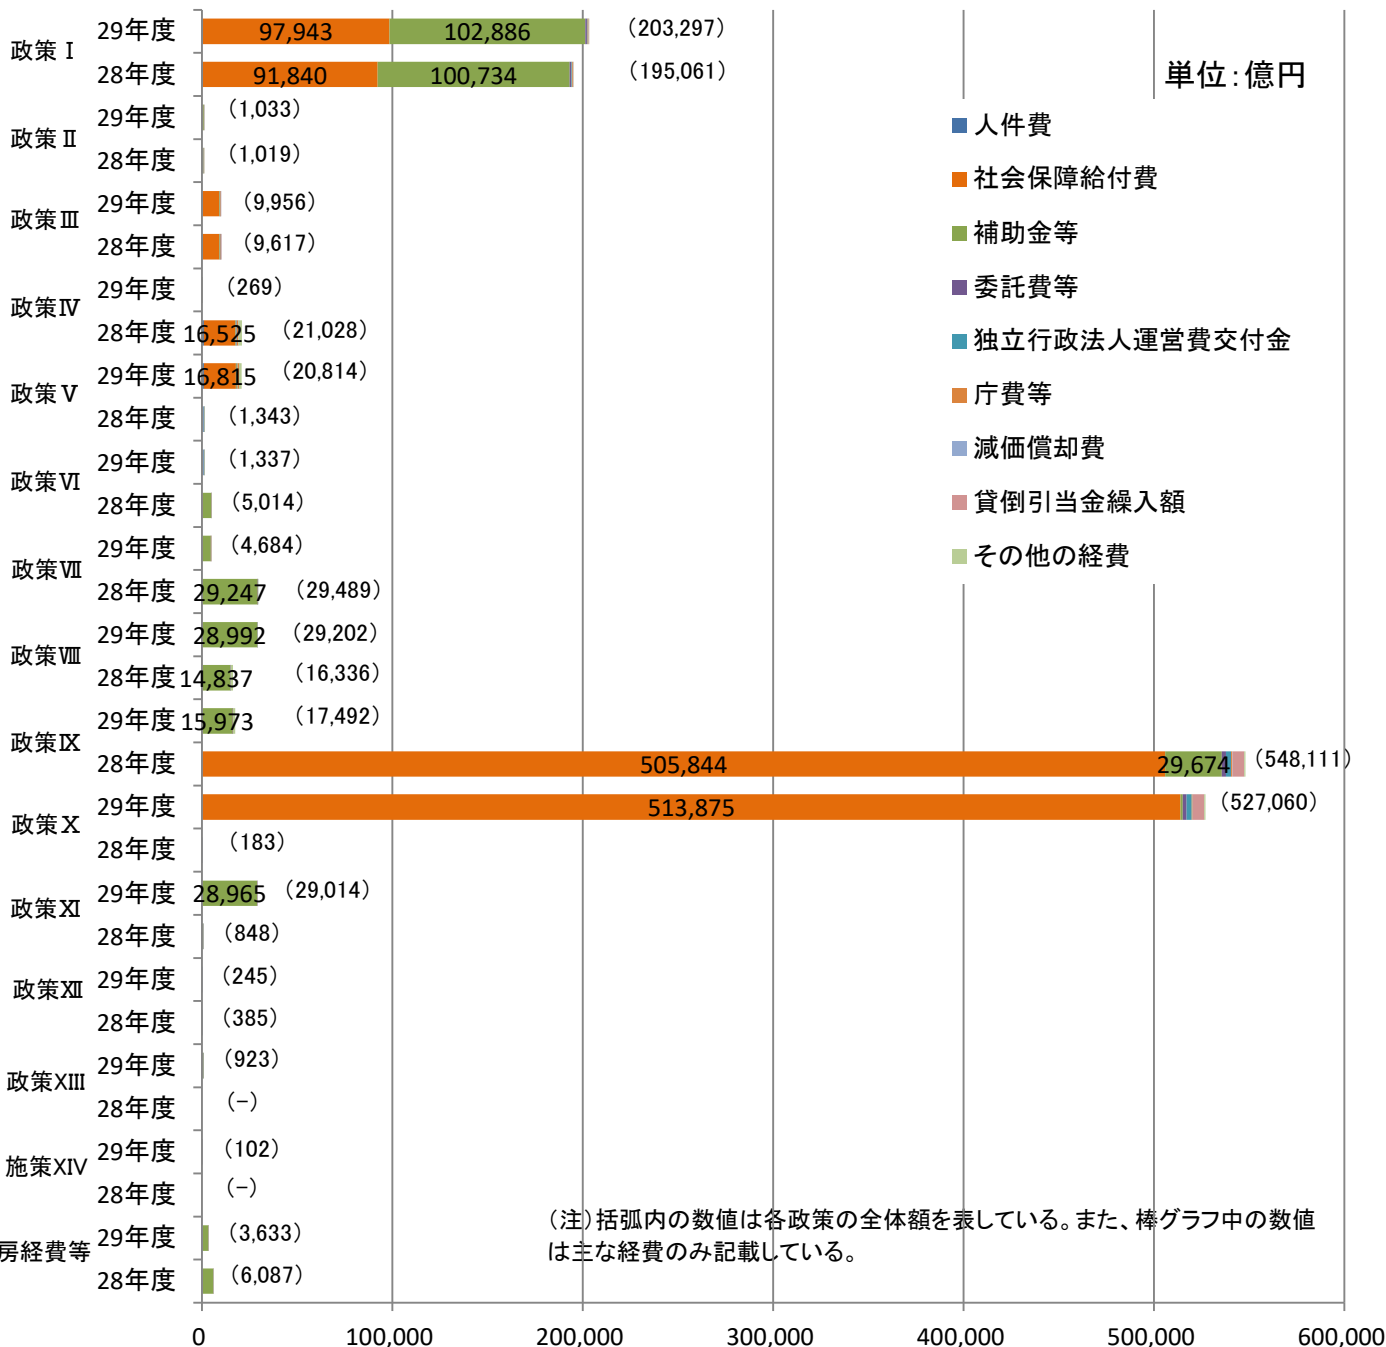 政策Ⅰ
29年度 97,943 102,886 （203,297）
28年度 91,840 100,734 （195,061）
単位：億円
政策Ⅱ
29年度 （1,033）
28年度 （1,019）
政策Ⅲ
29年度 （9,956）
28年度 （9,617）
政策Ⅳ
29年度 （269）
28年度 16,525 （21,028）
政策Ⅴ
29年度 16,815 （20,814）
28年度 （1,343）
政策Ⅵ
29年度 （1,337）
28年度 （5,014）
政策Ⅶ
29年度 （4,684）
28年度 29,247 （29,489）
政策Ⅷ
29年度 28,992 （29,202）
28年度 14,837 （16,336）
政策Ⅸ
29年度 15,973 （17,492）
28年度 505,844 29,674 （548,111）
政策Ⅹ
29年度 513,875 （527,060）
28年度 （183）
政策Ⅺ
29年度 28,965 （29,014）
28年度 （848）
政策Ⅻ
29年度 （245）
28年度 （385）
政策XIII
29年度 （923）
28年度 （-）
施策XIV
29年度 （102）
28年度 （-）
房経費等
29年度 （3,633）
28年度 （6,087）
人件費
社会保障給付費
補助金等
委託費等
独立行政法人運営費交付金
庁費等
減価償却費
貸倒引当金繰入額
その他の経費
（注）括弧内の数値は各政策の全体額を表している。また、棒グラフ中の数値
は主な経費のみ記載している。
0 100,000 200,000 300,000 400,000 500,000 600,000